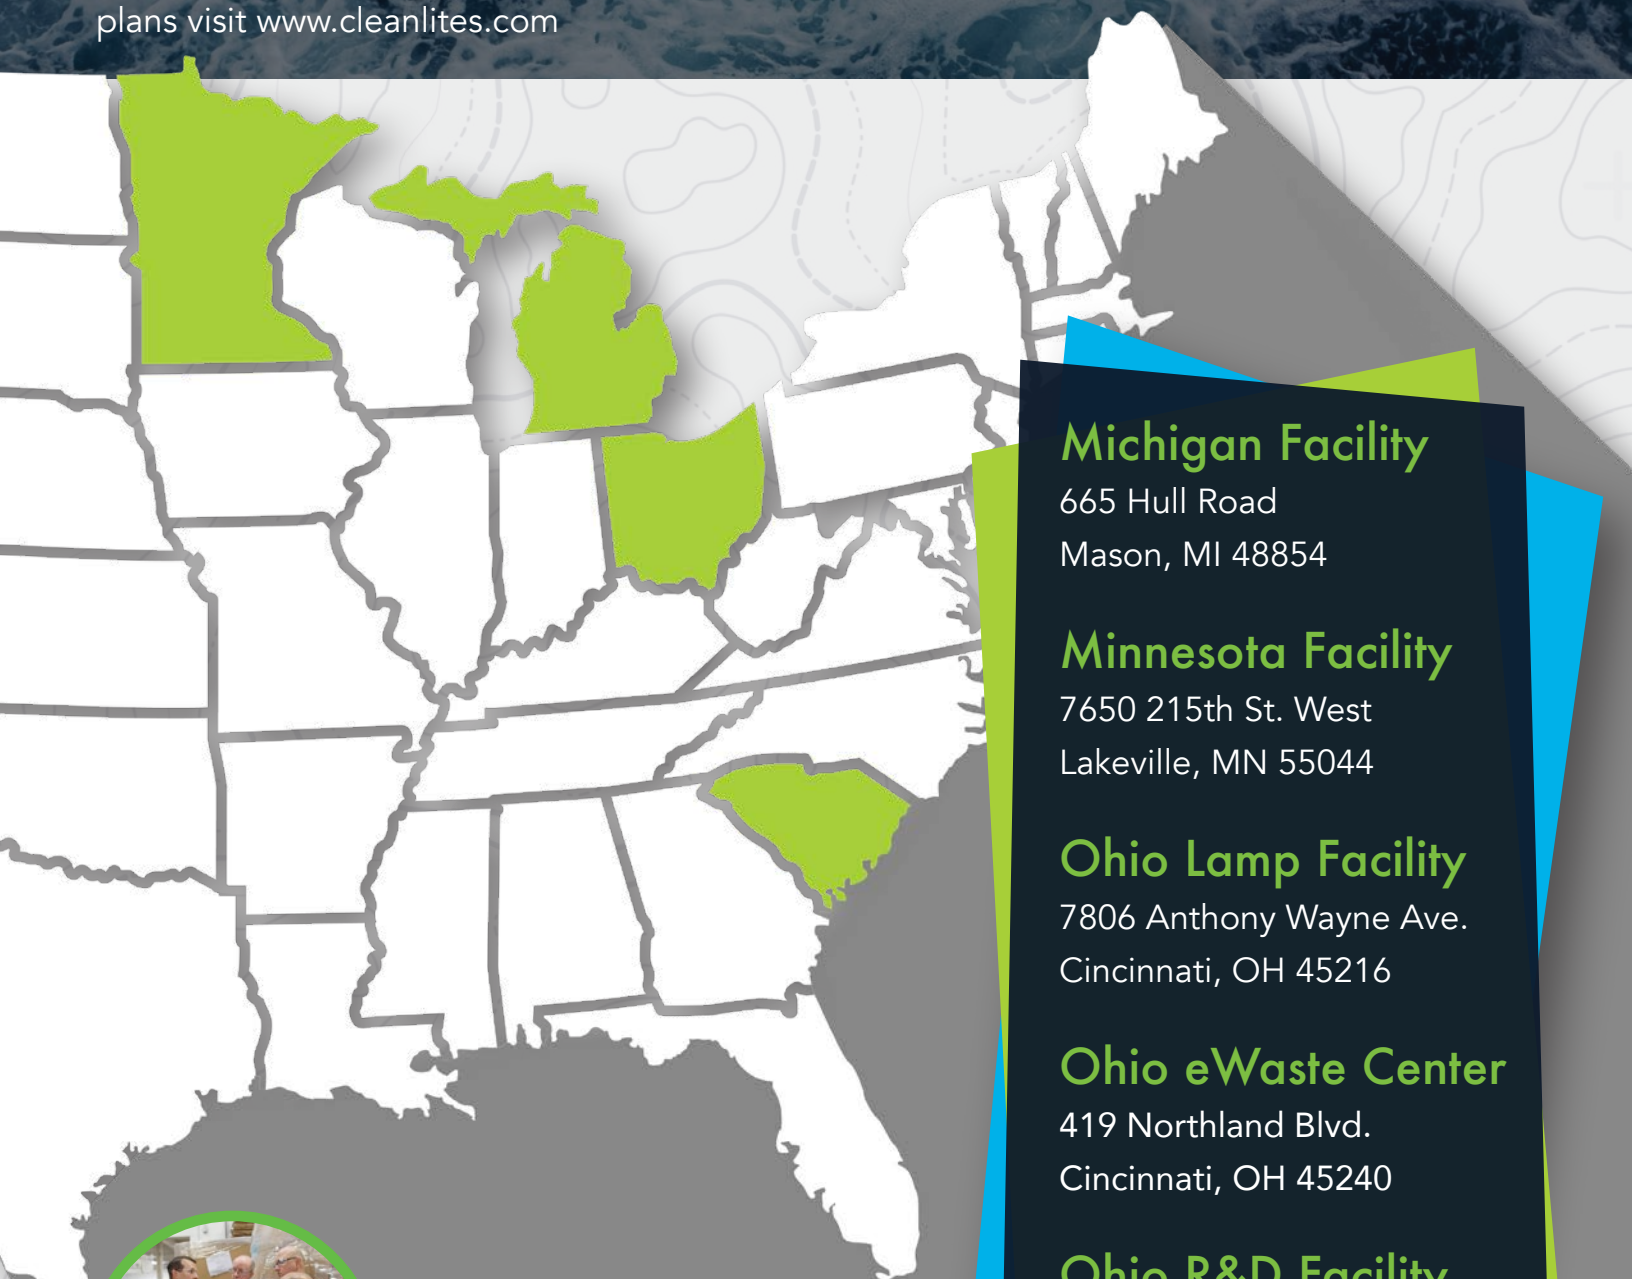 plans visit www.cleanlites.com
Michigan Facility
665 Hull Road
Mason, MI 48854
Minnesota Facility
7650 215th St. West
Lakeville, MN 55044
Ohio Lamp Facility
7806 Anthony Wayne Ave.
Cincinnati, OH 45216
Ohio eWaste Center
419 Northland Blvd.
Cincinnati, OH 45240
Ohio R&D Facility